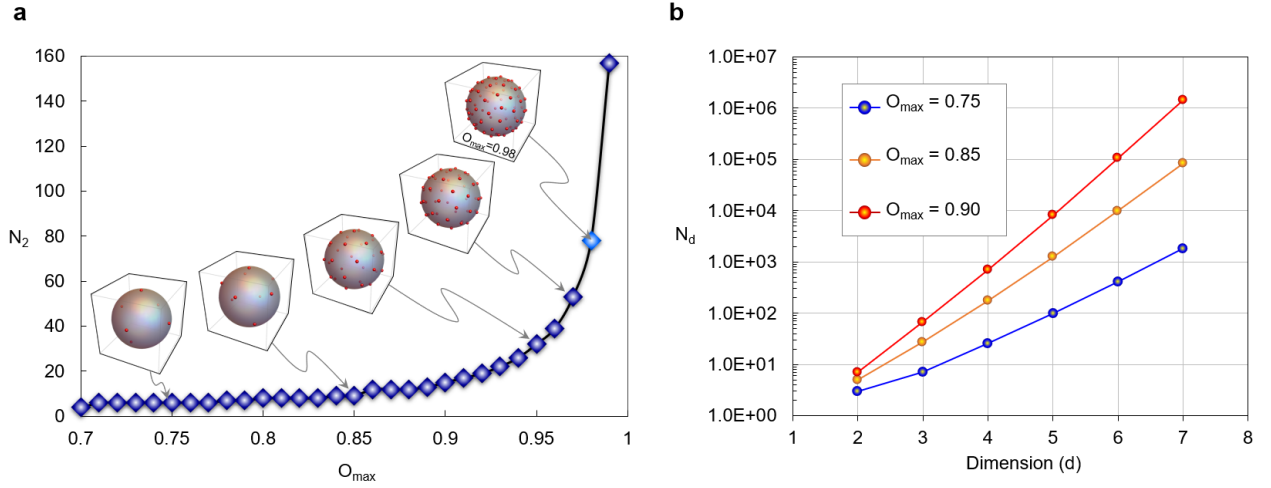 a
160
140
120
100
80
60
40
20
0
N2
0.7
0.75
0.8
0.85
0.9
0.95
1
Omax
Omax=0.98
b
1.0E+07
1.0E+06
1.0E+05
1.0E+04
1.0E+03
1.0E+02
1.0E+01
1.0E+00
Nd
Omax = 0.75
Omax = 0.85
Omax = 0.90
1
2
3
4
5
6
7
8
Dimension (d)